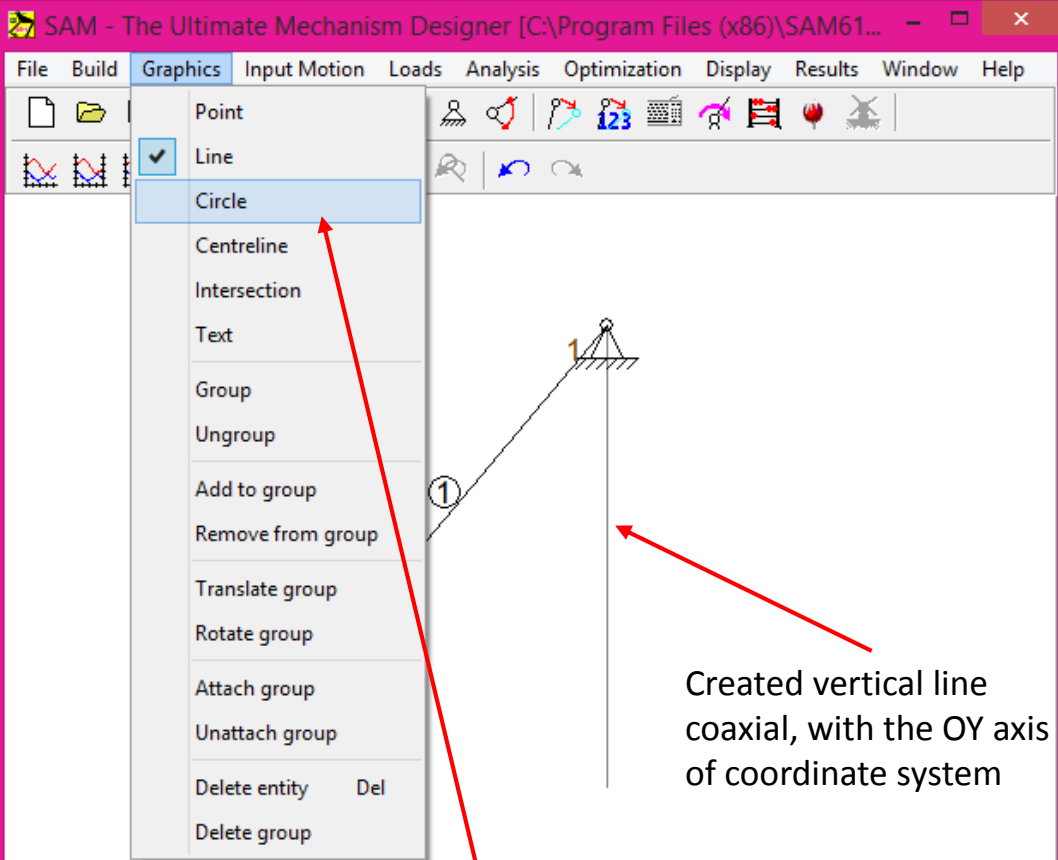 SAM - The Ultimate Mechanism Designer [C:\Program Files (x86)\SAM61...
File Build Graphics Input Motion Loads Analysis Optimization Display Results Window Help
123
Point
Line
Circle
Centreline
Intersection
Text
Group
Ungroup
Add to group
Remove from group
Translate group
Rotate group
Attach group
Unattach group
Delete entity Del
Delete group
1
1
Created vertical line
coaxial, with the OY axis
of coordinate system